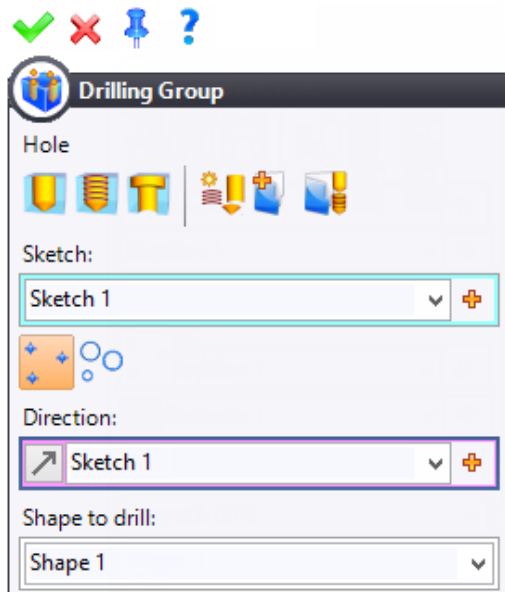 ?
Drilling Group
Hole
Sketch:
Sketch 1
Direction:
Sketch 1
Shape to drill:
Shape 1